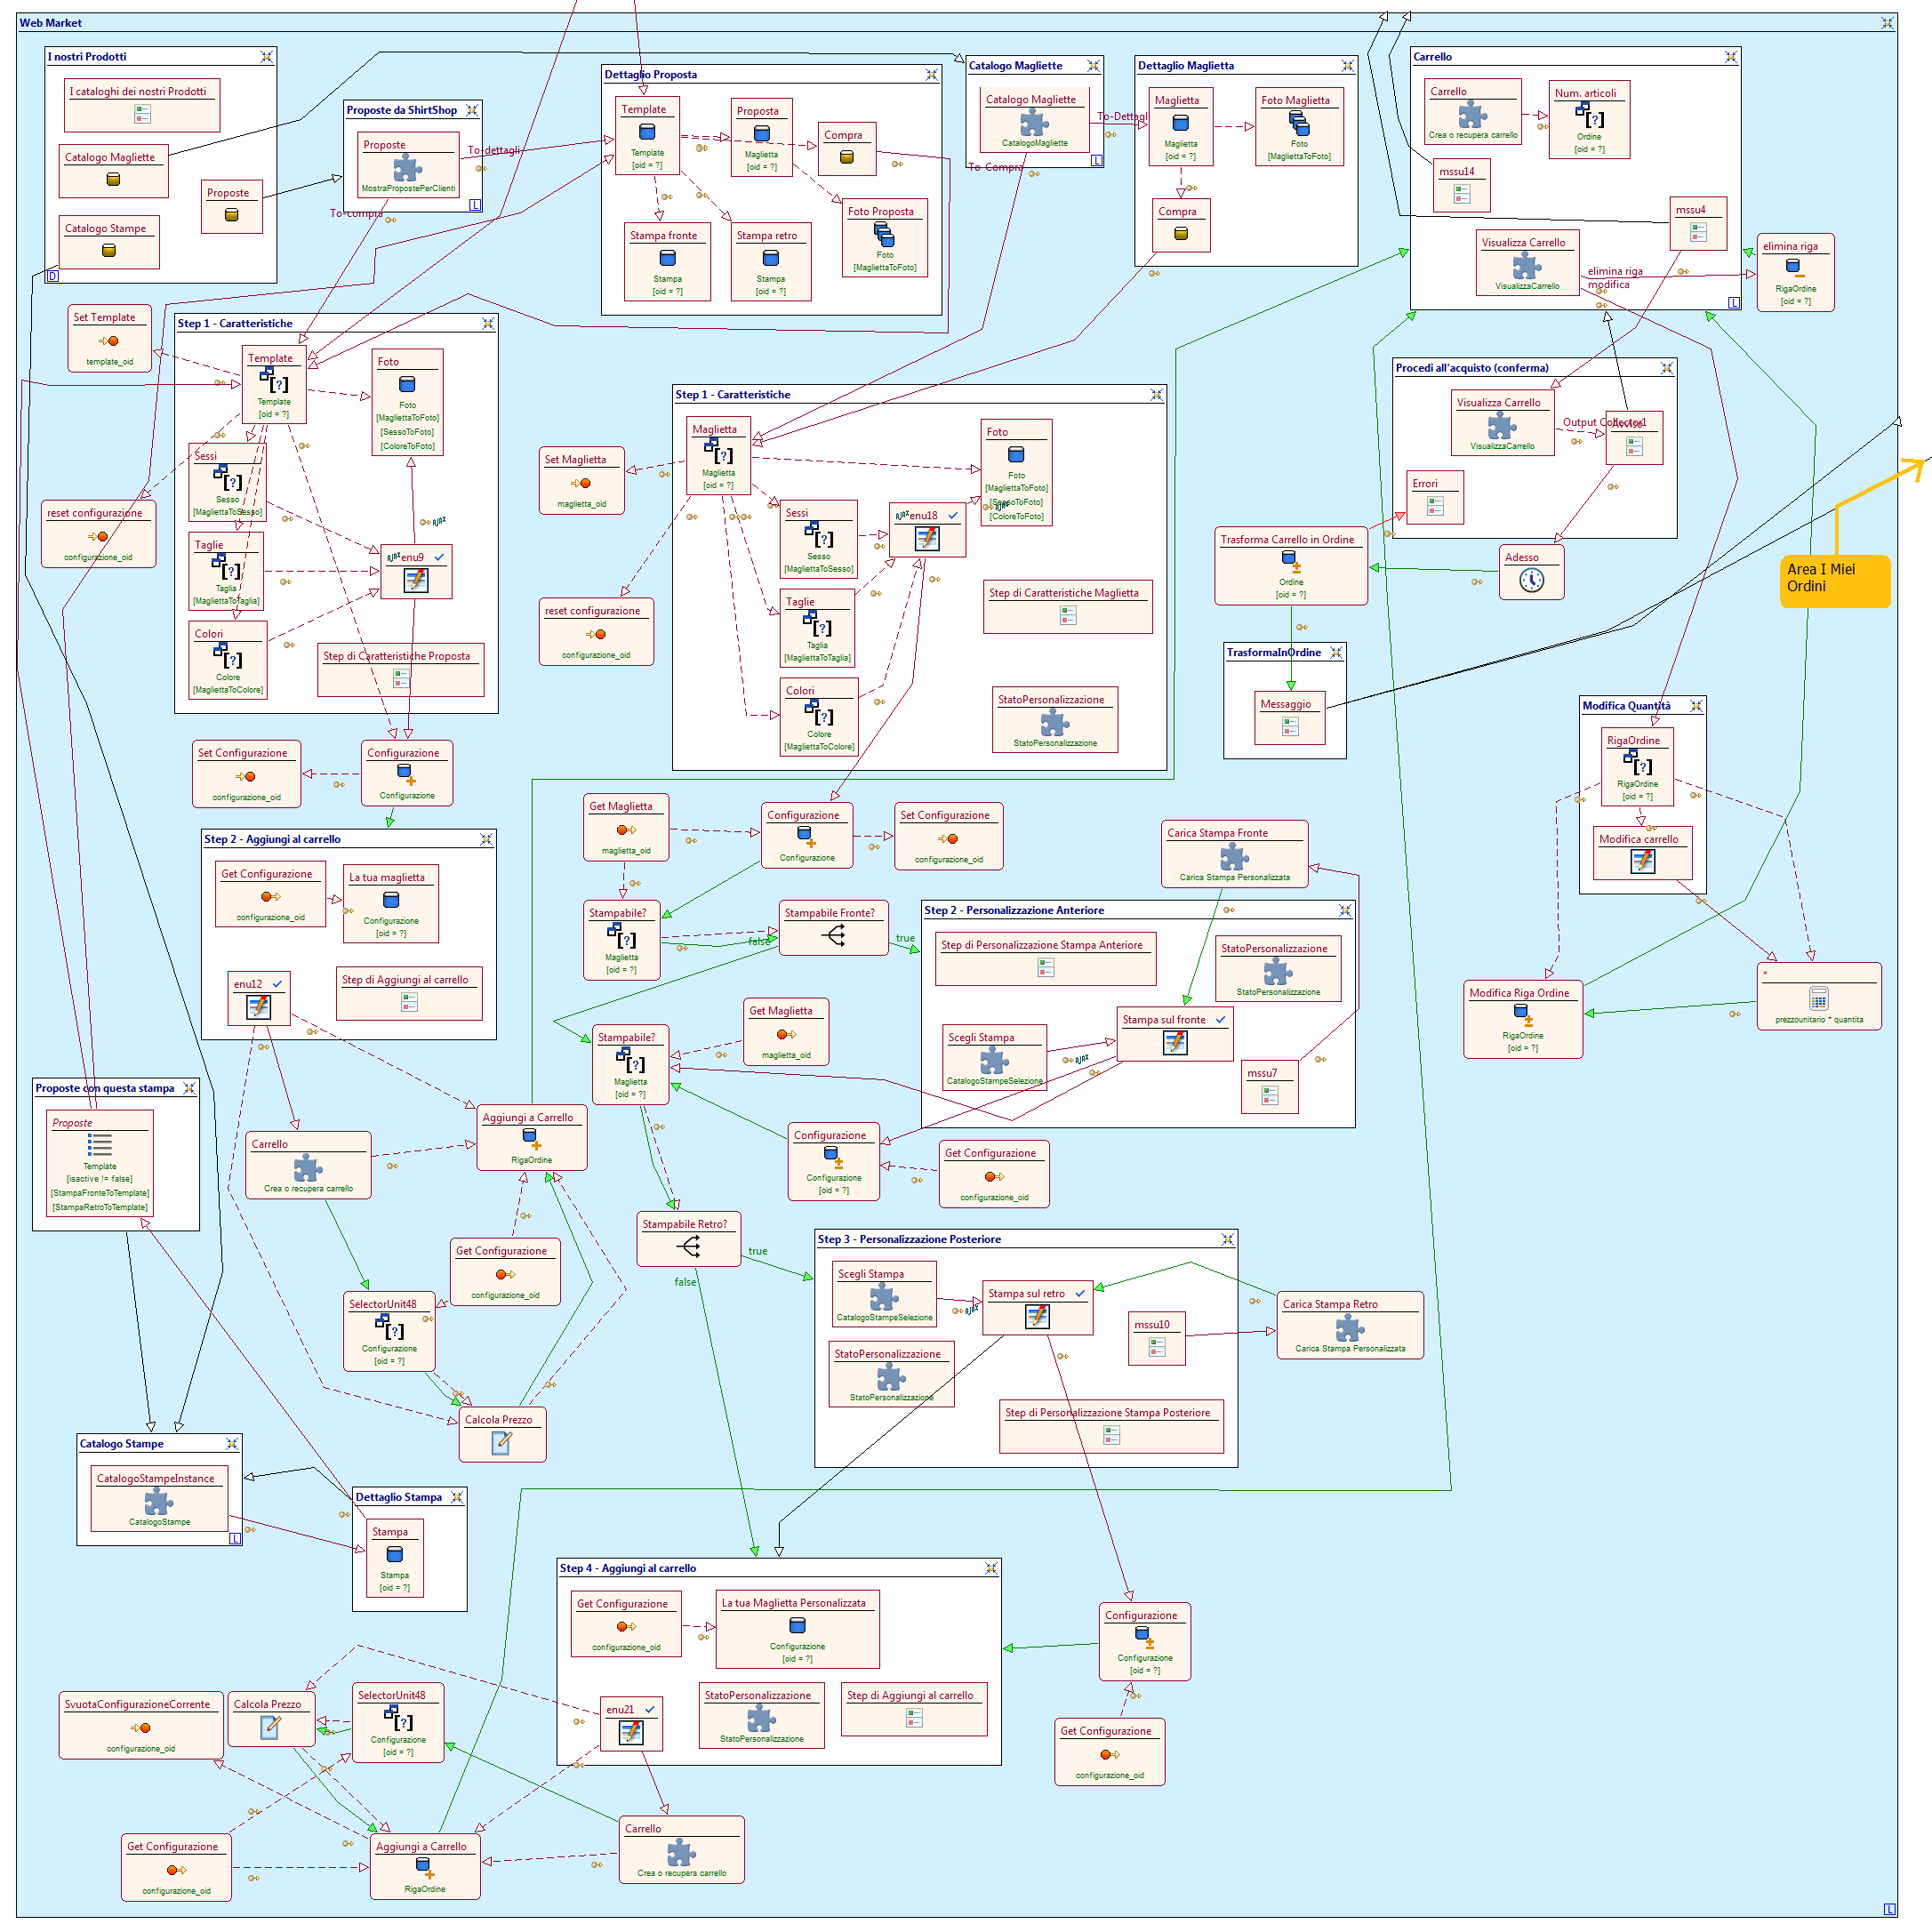 Web Market
I nostri Prodotti
I cataloghi dei nostri Prodotti
Catalogo Magliette
Proposte
Catalogo Stampe
D
Proposte da ShirtShop
Proposte
MostraPropostePerClienti
L
To-dettagli
To-compra
Dettaglio Proposta
Template
Template
[oid = ?]
Proposta
Maglietta
[oid = ?]
Compra
Stampa fronte
Stampa
[oid = ?]
Stampa retro
Stampa
[oid = ?]
Foto Proposta
Foto
[MagliettaToFoto]
Catalogo Magliette
Catalogo Magliette
CatalogoMagliette
L
To-Dettagli
To-Compra
Dettaglio Maglietta
Maglietta
Maglietta
[oid = ?]
Foto Maglietta
Foto
[MagliettaToFoto]
Compra
Carrello
Carrello
Crea o recupera carrello
Num. articoli
Ordine
[oid = ?]
mssu14
mssu4
Visualizza Carrello
VisualizzaCarrello
elimina riga
modifica
L
elimina riga
RigaOrdine
[oid = ?]
Set Template
template_oid
reset configurazione
configurazione_oid
Step 1 - Caratteristiche
Template
Template
[oid = ?]
Foto
Foto
[MagliettaToFoto]
[SessoToFoto]
[ColoreToFoto]
Sessi
Sesso
[MagliettaToSesso]
Taglie
Taglia
[MagliettaToTaglia]
Colori
Colore
[MagliettaToColore]
AJAX
AJAX
enu9
Step di Caratteristiche Proposta
Set Configurazione
configurazione_oid
Configurazione
Configurazione
Step 1 - Caratteristiche
Maglietta
Maglietta
[oid = ?]
Foto
Foto
[MagliettaToFoto]
[SessoToFoto]
[ColoreToFoto]
AJAX
Sessi
Sesso
[MagliettaToSesso]
AJAX
enu18
Taglie
Taglia
[MagliettaToTaglia]
Colori
Colore
[MagliettaToColore]
Step di Caratteristiche Maglietta
StatoPersonalizzazione
StatoPersonalizzazione
Set Maglietta
maglietta_oid
reset configurazione
configurazione_oid
Procedi all'acquisto (conferma)
Visualizza Carrello
VisualizzaCarrello
Output Collector1
Errori
Trasforma Carrello in Ordine
Ordine
[oid = ?]
Adesso
TrasformaInOrdine
Messaggio
Area I Miei
Ordini
Modifica Quantità
RigaOrdine
RigaOrdine
[oid = ?]
Modifica carrello
Modifica Riga Ordine
RigaOrdine
[oid = ?]
*
prezzounitario * quantita
Step 2 - Aggiungi al carrello
Get Configurazione
configurazione_oid
La tua maglietta
Configurazione
[oid = ?]
enu12
Step di Aggiungi al carrello
Get Maglietta
maglietta_oid
Configurazione
Configurazione
Set Configurazione
configurazione_oid
Stampabile?
Maglietta
[oid = ?]
false
Stampabile Fronte?
true
Carica Stampa Fronte
Carica Stampa Personalizzata
Step 2 - Personalizzazione Anteriore
Step di Personalizzazione Stampa Anteriore
StatoPersonalizzazione
StatoPersonalizzazione
Scegli Stampa
CatalogoStampeSelezione
AJAX
Stampa sul fronte
mssu7
Stampabile?
Maglietta
[oid = ?]
Get Maglietta
maglietta_oid
Configurazione
Configurazione
[oid = ?]
Get Configurazione
configurazione_oid
Proposte con questa stampa
Proposte
Template
[isactive != false]
[StampaFronteToTemplate]
[StampaRetroToTemplate]
Carrello
Crea o recupera carrello
Aggiungi a Carrello
RigaOrdine
Get Configurazione
configurazione_oid
SelectorUnit48
Configurazione
[oid = ?]
Calcola Prezzo
Stampabile Retro?
true
false
Step 3 - Personalizzazione Posteriore
Scegli Stampa
CatalogoStampeSelezione
AJAX
Stampa sul retro
mssu10
StatoPersonalizzazione
StatoPersonalizzazione
Step di Personalizzazione Stampa Posteriore
Carica Stampa Retro
Carica Stampa Personalizzata
Catalogo Stampe
CatalogoStampeInstance
CatalogoStampe
L
Dettaglio Stampa
Stampa
Stampa
[oid = ?]
Step 4 - Aggiungi al carrello
Get Configurazione
configurazione_oid
La tua Maglietta Personalizzata
Configurazione
[oid = ?]
enu21
StatoPersonalizzazione
StatoPersonalizzazione
Step di Aggiungi al carrello
Configurazione
Configurazione
[oid = ?]
Get Configurazione
configurazione_oid
SvuotaConfigurazioneCorrente
configurazione_oid
Calcola Prezzo
SelectorUnit48
Configurazione
[oid = ?]
Get Configurazione
configurazione_oid
Aggiungi a Carrello
RigaOrdine
Carrello
Crea o recupera carrello
L